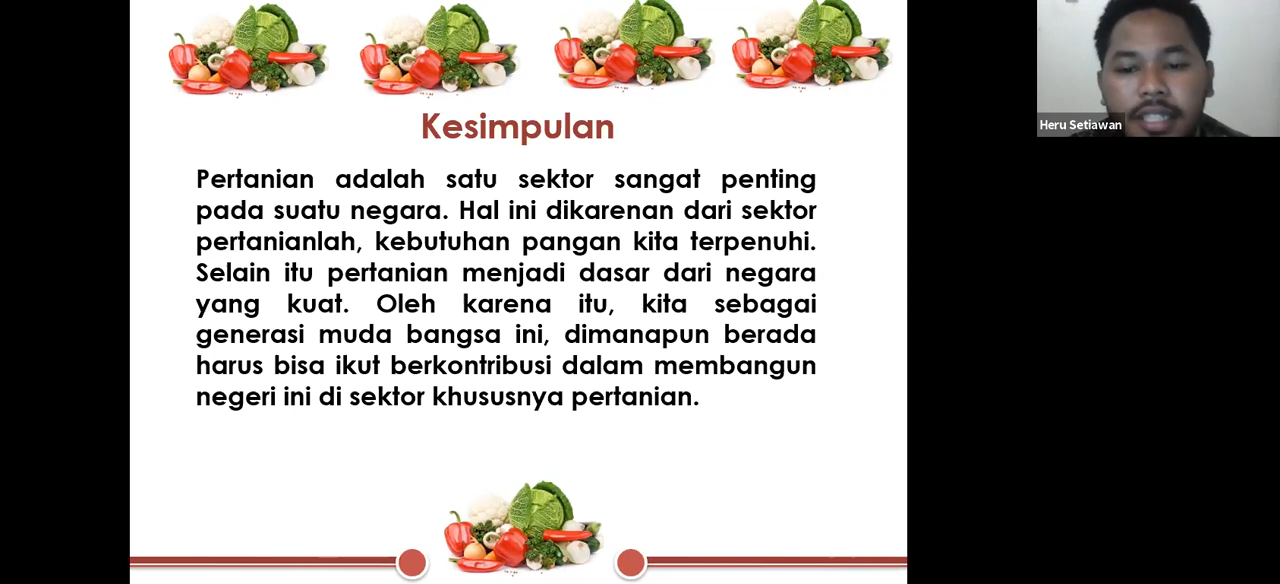 Kesimpulan
Pertanian adalah satu sektor sangat penting
pada suatu negara. Hal ini dikarenan dari sektor
pertanianlah, kebutuhan pangan kita terpenuhi.
Selain itu pertanian menjadi dasar dari negara
yang kuat. Oleh karena itu, kita sebagai
generasi muda bangsa ini, dimanapun berada
harus bisa ikut berkontribusi dalam membangun
negeri ini di sektor khususnya pertanian.
Heru Setiawan